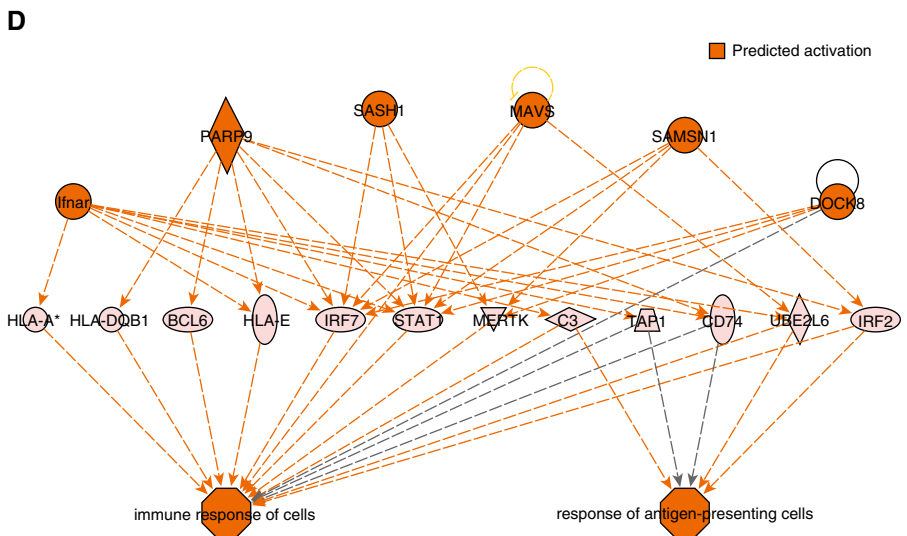 D
Predicted activation
SASH1
MAVS
PARP9
SAMSN1
Ifnar
DOCK8
HLA-A*
HLA-DQB1
BCL6
HLA-E
IRF7
STAT1
MERTK
C3
TAP1
CD74
UBE2L6
IRF2
immune response of cells
response of antigen-presenting cells